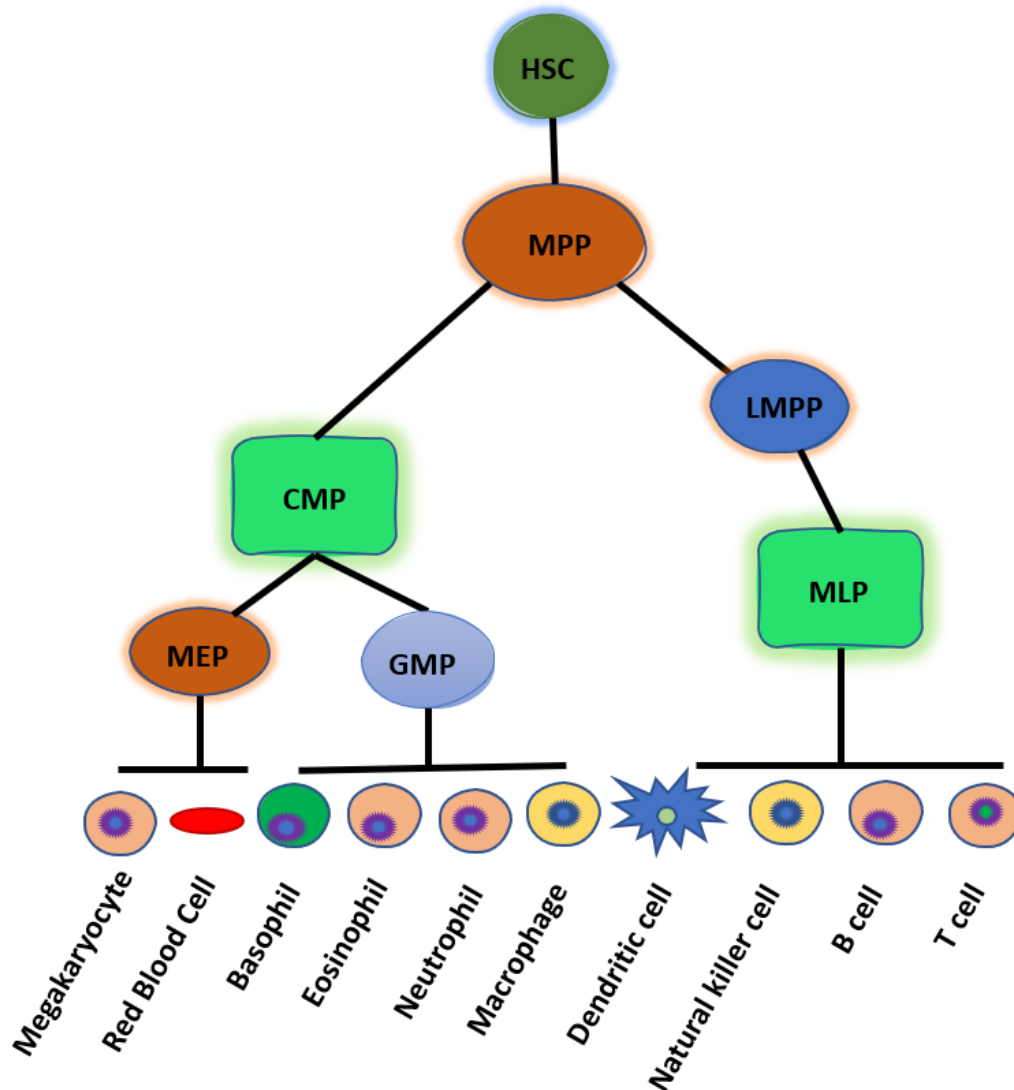 HSC
MPP
LMPP
CMP
MLP
MEP
GMP
Megakaryocyte
Red Blood Cell
Basophil
Eosinophil
Neutrophil
Macrophage
Dendritic cell
Natural killer cell
B cell
T cell